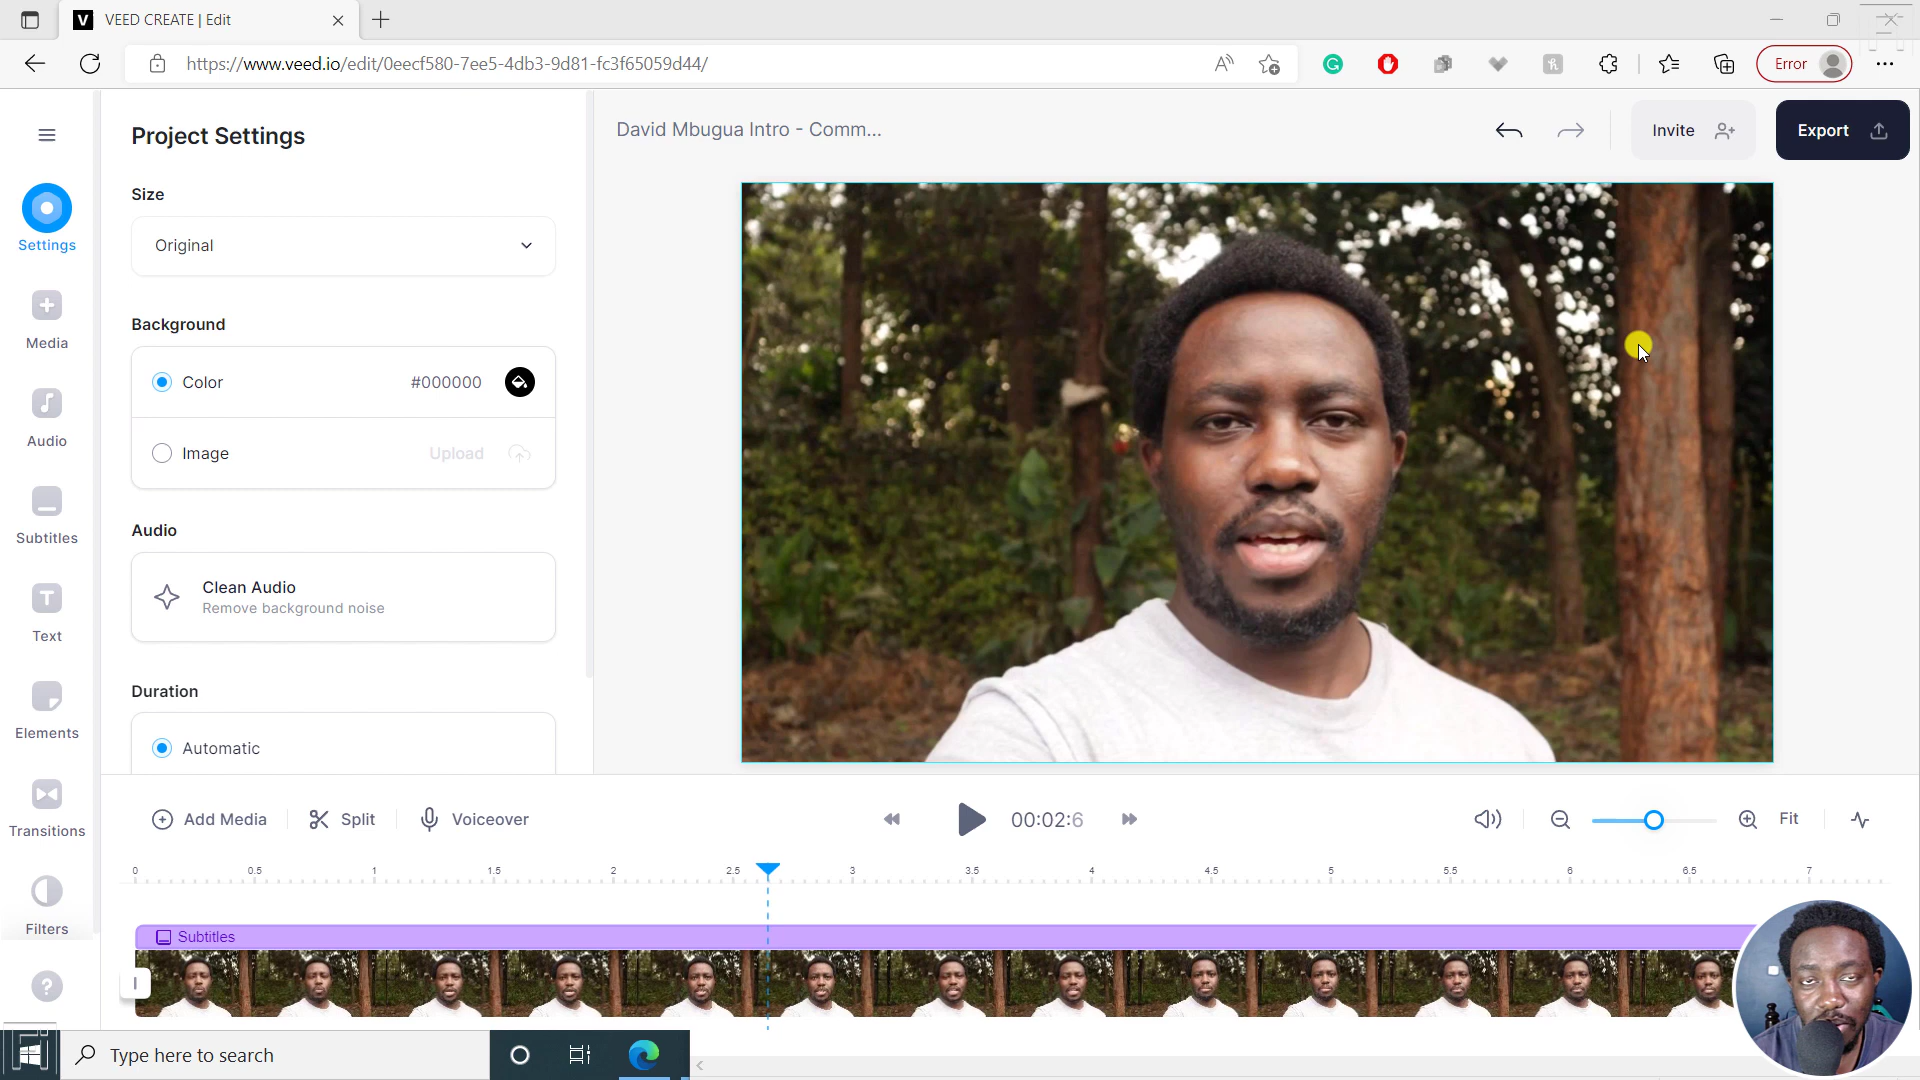 VEED CREATE | Edit
https://www.veed.io/edit/0eecf580-7ee5-4db3-9d81-fc3f65059d44/
Error
Project Settings
David Mbugua Intro - Comm...
Invite
Export
Size
Original
Settings
Background
Media
Color
#000000
Image
Upload
Audio
Audio
Subtitles
Clean Audio
Remove background noise
Text
Duration
Elements
Automatic
Transitions
Add Media
Split
Voiceover
00:02:6
Fit
0
0.5
1
1.5
2
2.5
3
3.5
4
4.5
5
5.5
6
6.5
7
Filters
Subtitles
Type here to search